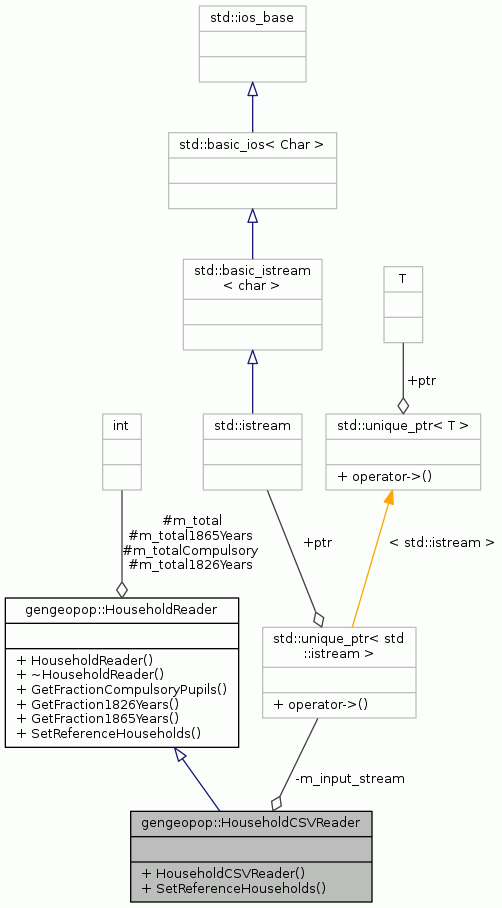 std::ios_base
std::basic_ios< Char >
std::basic_istream
< char >
T
+ptr
int
std::istream
std::unique_ptr< T >
+ operator->()
#m_total
#m_total1865Years
#m_totalCompulsory
#m_total1826Years
+ptr
< std::istream >
gengeopop::HouseholdReader
+ HouseholdReader()
+ ~HouseholdReader()
+ GetFractionCompulsoryPupils()
+ GetFraction1826Years()
+ GetFraction1865Years()
+ SetReferenceHouseholds()
std::unique_ptr< std
::istream >
+ operator->()
-m_input_stream
gengeopop::HouseholdCSVReader
+ HouseholdCSVReader()
+ SetReferenceHouseholds()